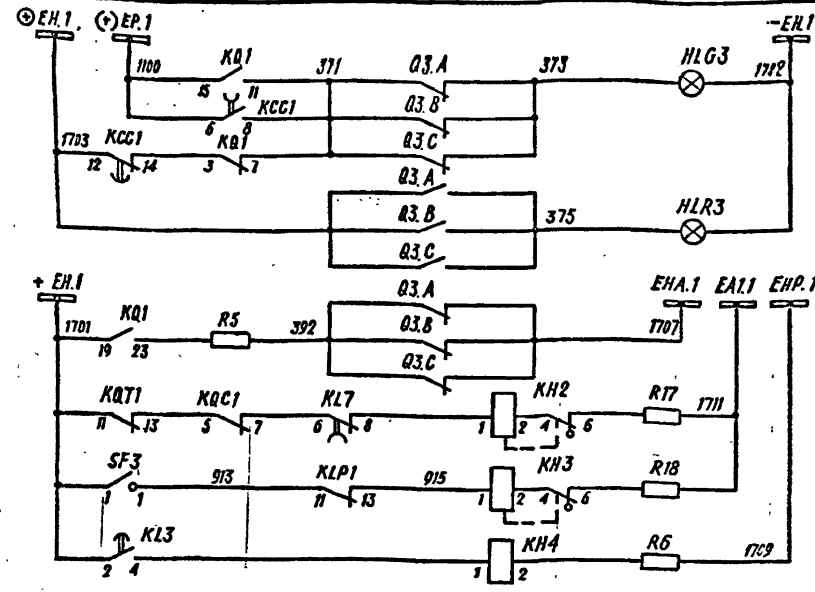 ⊕ EH.1, (+) EP.1 -EH.1
1100 KQ1 371 Q3.A 373 HLG3 1702
15 11
KCC1 Q3.B
6 8
1703 KCC1 KQ1 Q3.C
12 14 3 7
Q3.A
Q3.B 375 HLR3
Q3.C
+ EH.1 EHA.1 EA1.1 EHP.1
Q3.A
1701 KQ1 R5 392 Q3.B 1707
19 23
Q3.C
KQT1 KQC1 KL7 KH2 R17 1711
11 13 5 7 6 8 1 2 4 6
SF3 913 KLP1 915 KH3 R18
1 1 11 13 1 2 4 6
KL3 KH4 R6 1709
2 4 1 2